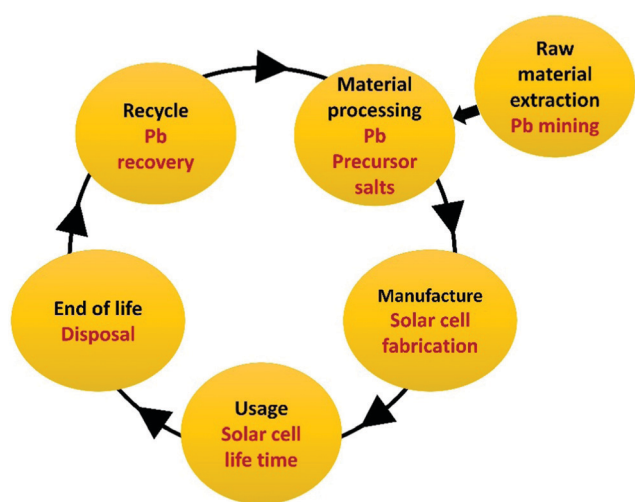 Raw
material
extraction
Pb mining
Material
processing
Pb
Precursor
salts
Recycle
Pb
recovery
Manufacture
Solar cell
fabrication
End of life
Disposal
Usage
Solar cell
life time